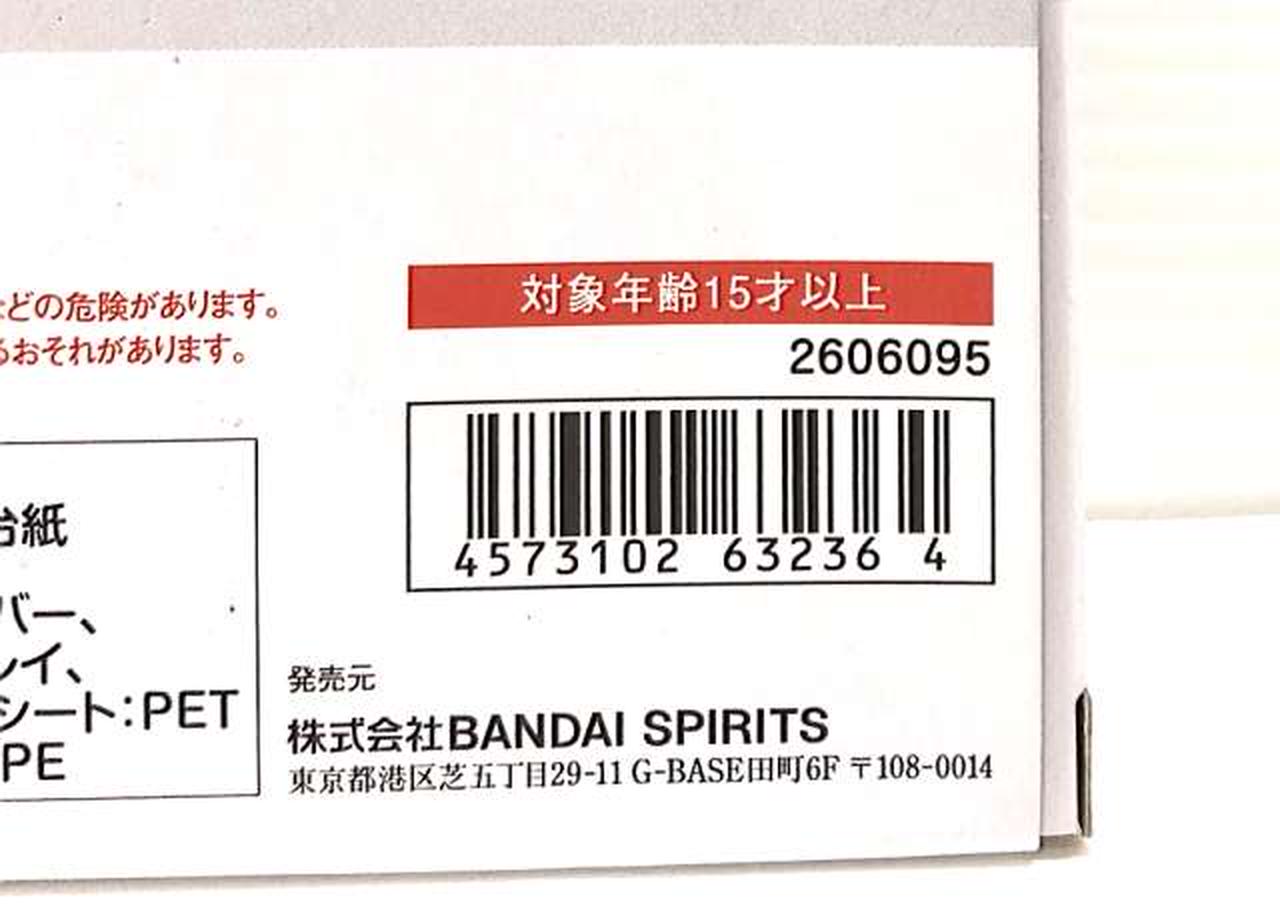 どの危険があります。
おそれがあります。
対象年齢15才以上
2606095
4573102 63236 4
台紙
バー、
レイ、
シート:PET
PE
発売元
株式会社BANDAI SPIRITS
東京都港区芝五丁目29-11 G-BASE田町6F 〒108-0014